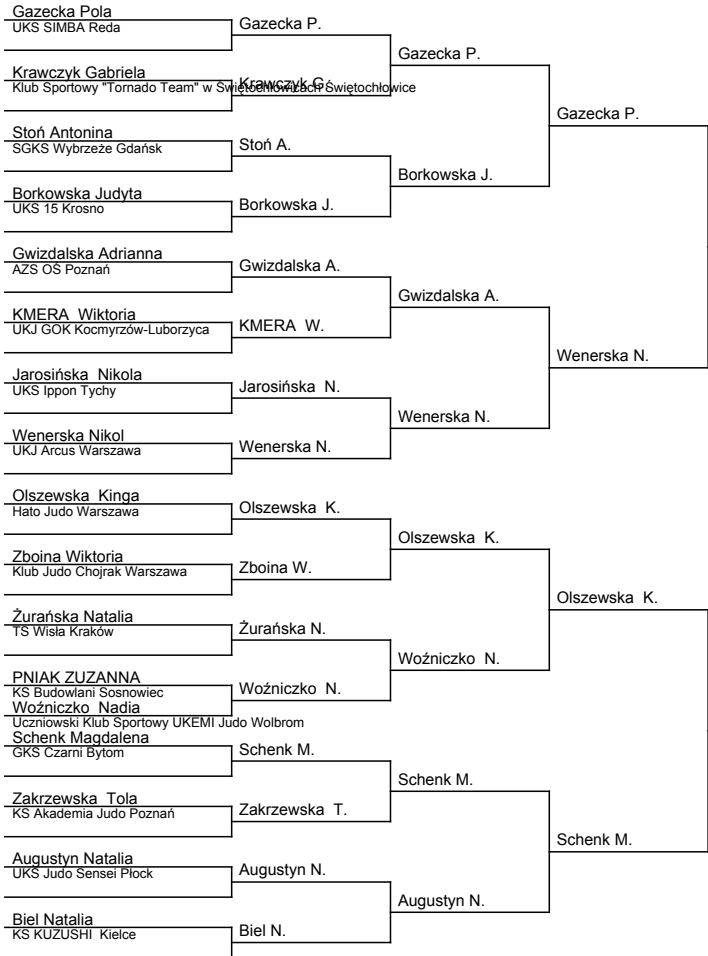 Gazecka Pola
UKS SIMBA Reda
Gazecka P.
Gazecka P.
Krawczyk Gabriela
Klub Sportowy "Tornado Team" w Świętochłowicach Świętochłowice
Krawczyk G.
Gazecka P.
Stoń Antonina
SGKS Wybrzeże Gdańsk
Stoń A.
Borkowska J.
Borkowska Judyta
UKS 15 Krosno
Borkowska J.
Gwizdalska Adrianna
AZS OŚ Poznań
Gwizdalska A.
Gwizdalska A.
KMERA  Wiktoria
UKJ GOK Kocmyrzów-Luborzyca
KMERA  W.
Wenerska N.
Jarosińska  Nikola
UKS Ippon Tychy
Jarosińska  N.
Wenerska N.
Wenerska Nikol
UKJ Arcus Warszawa
Wenerska N.
Olszewska  Kinga
Hato Judo Warszawa
Olszewska  K.
Olszewska  K.
Zboina Wiktoria
Klub Judo Chojrak Warszawa
Zboina W.
Olszewska  K.
Żurańska Natalia
TS Wisła Kraków
Żurańska N.
Woźniczko  N.
PNIAK ZUZANNA
KS Budowlani Sosnowiec
Woźniczko  N.
Woźniczko  Nadia
Uczniowski Klub Sportowy UKEMI Judo Wolbrom
Schenk Magdalena
GKS Czarni Bytom
Schenk M.
Schenk M.
Zakrzewska  Tola
KS Akademia Judo Poznań
Zakrzewska  T.
Schenk M.
Augustyn Natalia
UKS Judo Sensei Płock
Augustyn N.
Augustyn N.
Biel Natalia
KS KUZUSHI  Kielce
Biel N.